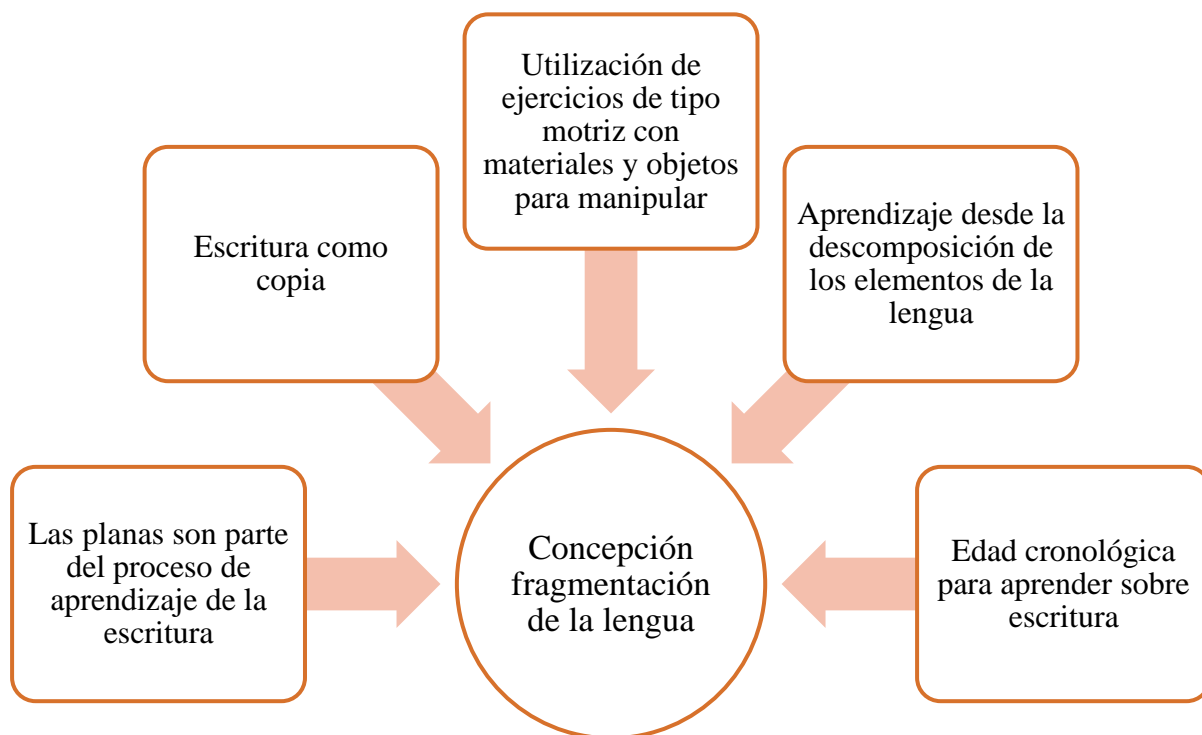 Utilización de
ejercicios de tipo
motriz con
materiales y objetos
para manipular
Escritura como
copia
Aprendizaje desde la
descomposición de
los elementos de la
lengua
Las planas son parte
del proceso de
aprendizaje de la
escritura
Concepción
fragmentación
de la lengua
Edad cronológica
para aprender sobre
escritura